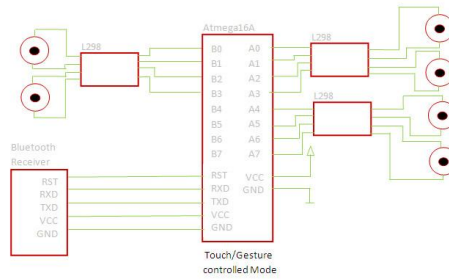 Atmega16A
L298
L298
L298
B0
B1
B2
B3
B4
B5
B6
B7
A0
A1
A2
A3
A4
A5
A6
A7
RST
RXD
TXD
VCC
GND
VCC
GND
Bluetooth
Receiver
RST
RXD
TXD
VCC
GND
Touch/Gesture
controlled Mode